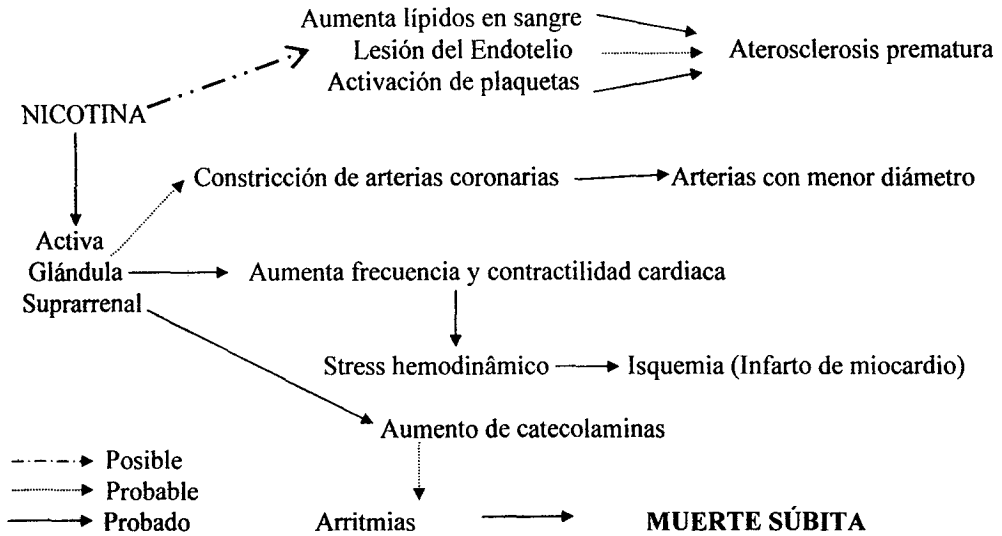 Aumenta lípidos en sangre
Lesión del Endotelio
Aterosclerosis prematura
Activación de plaquetas
NICOTINA
Constricción de arterias coronarias
Arterias con menor diámetro
Activa
Glándula
Suprarrenal
Aumenta frecuencia y contractilidad cardiaca
Stress hemodinâmico
Isquemia (Infarto de miocardio)
Aumento de catecolaminas
Posible
Probable
Probado
Arritmias
MUERTE SÚBITA